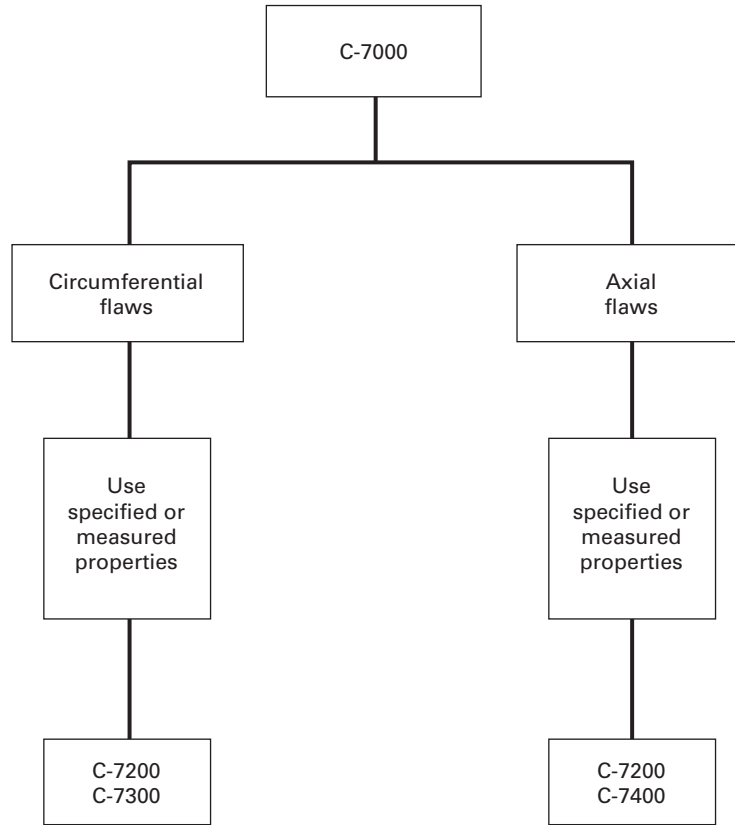 C-7000
Circumferential
flaws
Axial
flaws
Use
specified or
measured
properties
Use
specified or
measured
properties
C-7200
C-7300
C-7200
C-7400